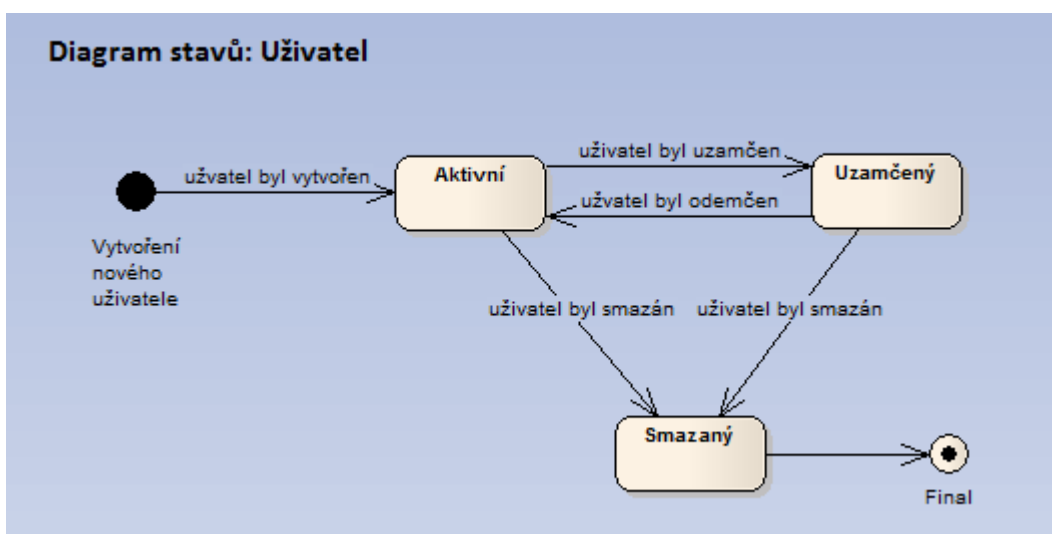 Diagram stavů: Uživatel
uživatel byl uzamčen
užvatel byl vytvořen
Aktivní
Uzamčený
užvatel byl odemčen
Vytvoření
nového
uživatele
uživatel byl smazán
uživatel byl smazán
Smazaný
Final